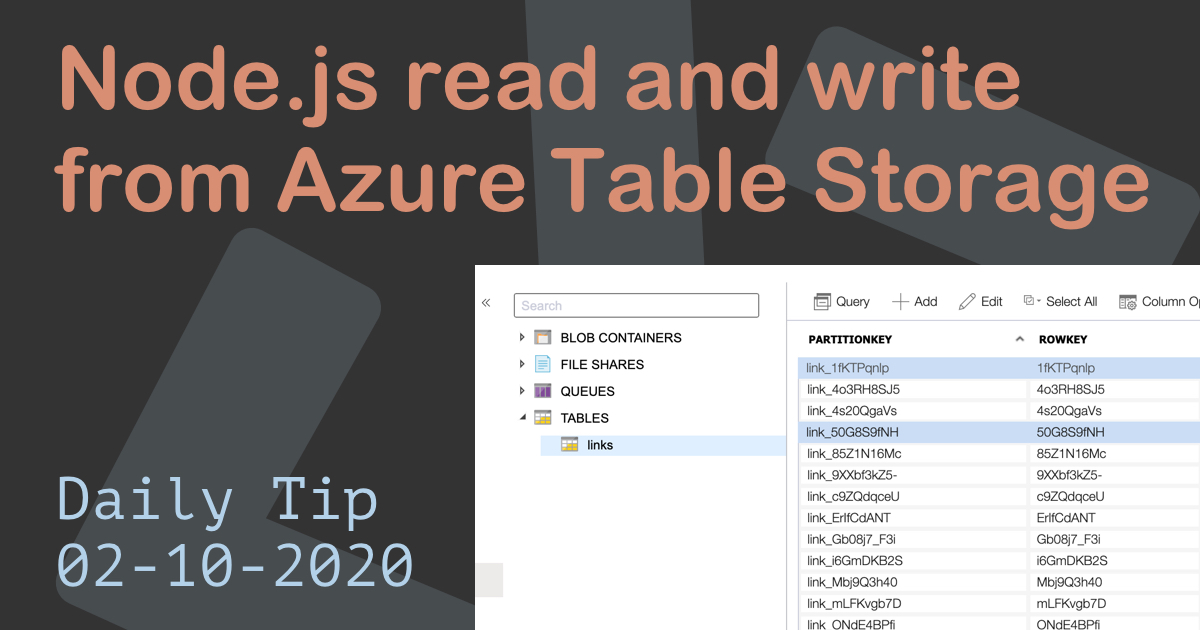 Node.js read and write
from Azure Table Storage
Daily Tip
02-10-2020
«
Search
BLOB CONTAINERS
FILE SHARES
QUEUES
TABLES
links
Query Add Edit Select All Column Op
PARTITIONKEY ROWKEY
link_1fKTPqnlp 1fKTPqnlp
link_4o3RH8SJ5 4o3RH8SJ5
link_4s20QgaVs 4s20QgaVs
link_50G8S9fNH 50G8S9fNH
link_85Z1N16Mc 85Z1N16Mc
link_9XXbf3kZ5- 9XXbf3kZ5-
link_c9ZQdqceU c9ZQdqceU
link_ErIfCdANT ErIfCdANT
link_Gb08j7_F3i Gb08j7_F3i
link_i6GmDKB2S i6GmDKB2S
link_Mbj9Q3h40 Mbj9Q3h40
link_mLFKvgb7D mLFKvgb7D
link_ONdE4BPfi ONdE4BPfi